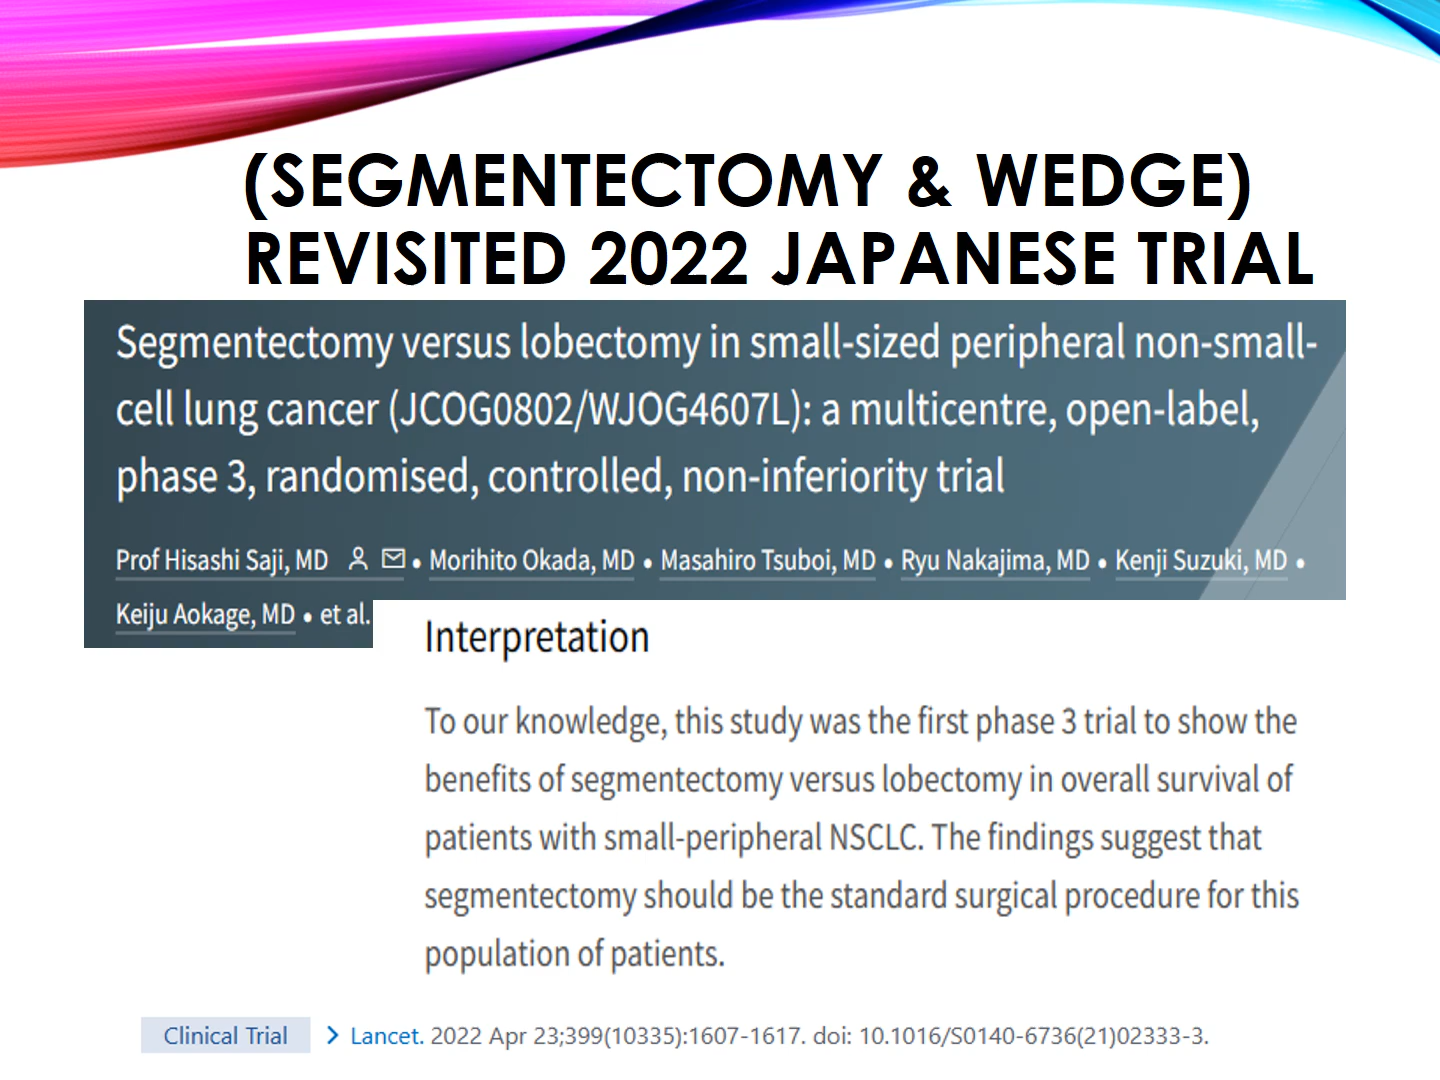 (SEGMENTECTOMY & WEDGE)
REVISITED 2022 JAPANESE TRIAL
Segmentectomy versus lobectomy in small-sized peripheral non-small-
cell lung cancer (JCOG0802/WJOG4607L): a multicentre, open-label,
phase 3, randomised, controlled, non-inferiority trial
Prof Hisashi Saji, MD • Morihito Okada, MD • Masahiro Tsuboi, MD • Ryu Nakajima, MD • Kenji Suzuki, MD •
Keiju Aokage, MD • et al.
Interpretation
To our knowledge, this study was the first phase 3 trial to show the
benefits of segmentectomy versus lobectomy in overall survival of
patients with small-peripheral NSCLC. The findings suggest that
segmentectomy should be the standard surgical procedure for this
population of patients.
Clinical Trial > Lancet. 2022 Apr 23;399(10335):1607-1617. doi: 10.1016/S0140-6736(21)02333-3.